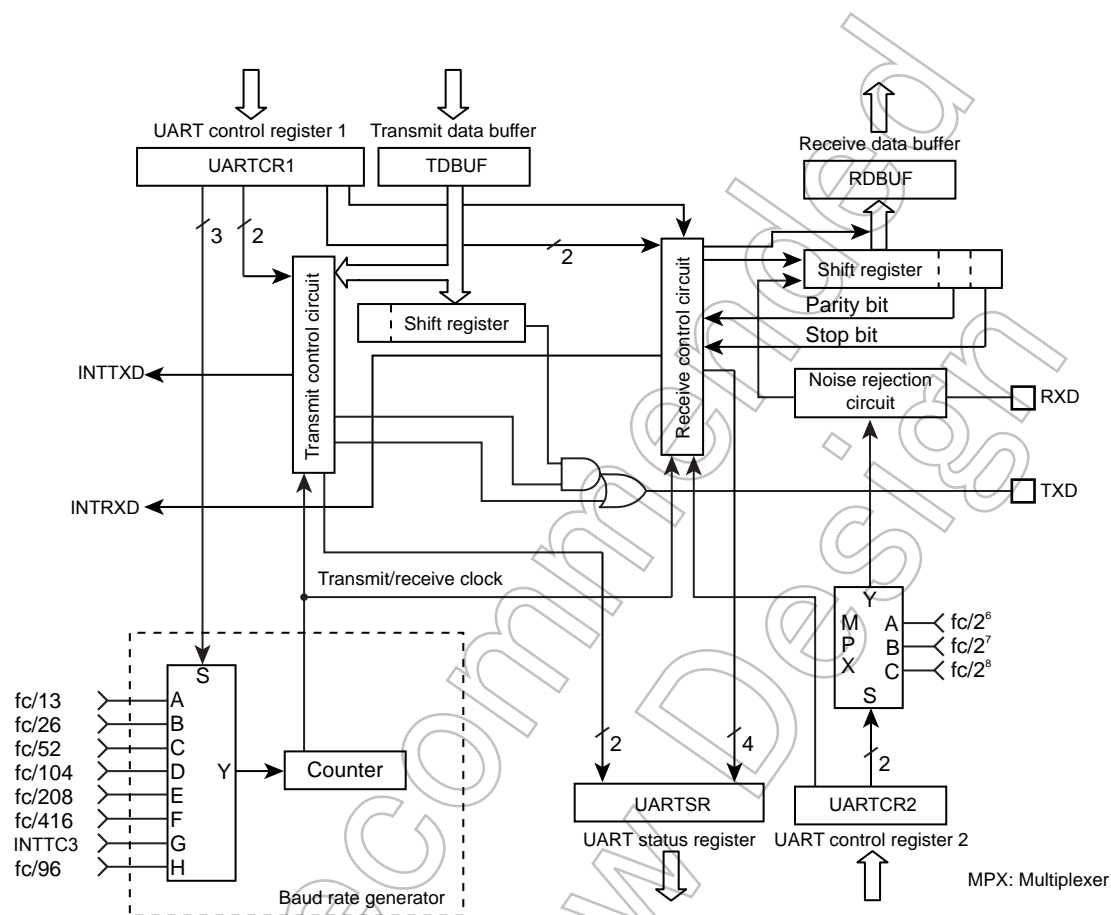 UART control register 1
Transmit data buffer
Receive data buffer
UARTCR1
TDBUF
RDBUF
3
2
2
Transmit control circuit
Shift register
Receive control circuit
Shift register
Parity bit
Stop bit
INTTXD
Noise rejection
circuit
RXD
INTRXD
TXD
Transmit/receive clock
Y
M
P
X
A
B
C
S
fc/2⁶
fc/2⁷
fc/2⁸
S
fc/13
fc/26
fc/52
fc/104
fc/208
fc/416
INTTC3
fc/96
A
B
C
D
E
F
G
H
Y
Counter
2
4
2
UARTSR
UARTCR2
UART status register
UART control register 2
Baud rate generator
MPX: Multiplexer
ecommended
w Design